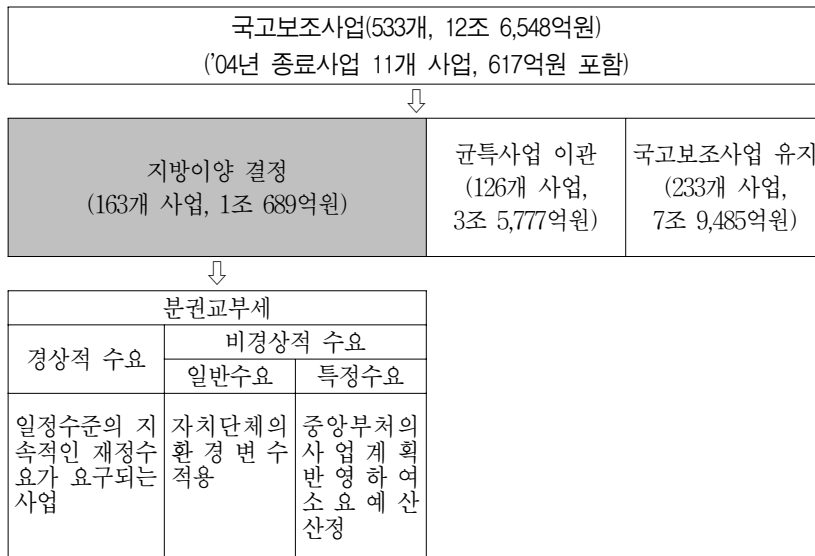 국고보조사업(533개, 12조 6,548억원)
('04년 종료사업 11개 사업, 617억원 포함)
⇩
지방이양 결정
(163개 사업, 1조 689억원)
균특사업 이관
(126개 사업,
3조 5,777억원)
국고보조사업 유지
(233개 사업,
7조 9,485억원)
⇩
분권교부세
경상적 수요
비경상적 수요
일반수요
특정수요
일정수준의 지
속적인 재정수
요가 요구되는
사업
자치단체의
환경변수
적용
중앙부처의
사업계획
반영하여
소요예산
산정